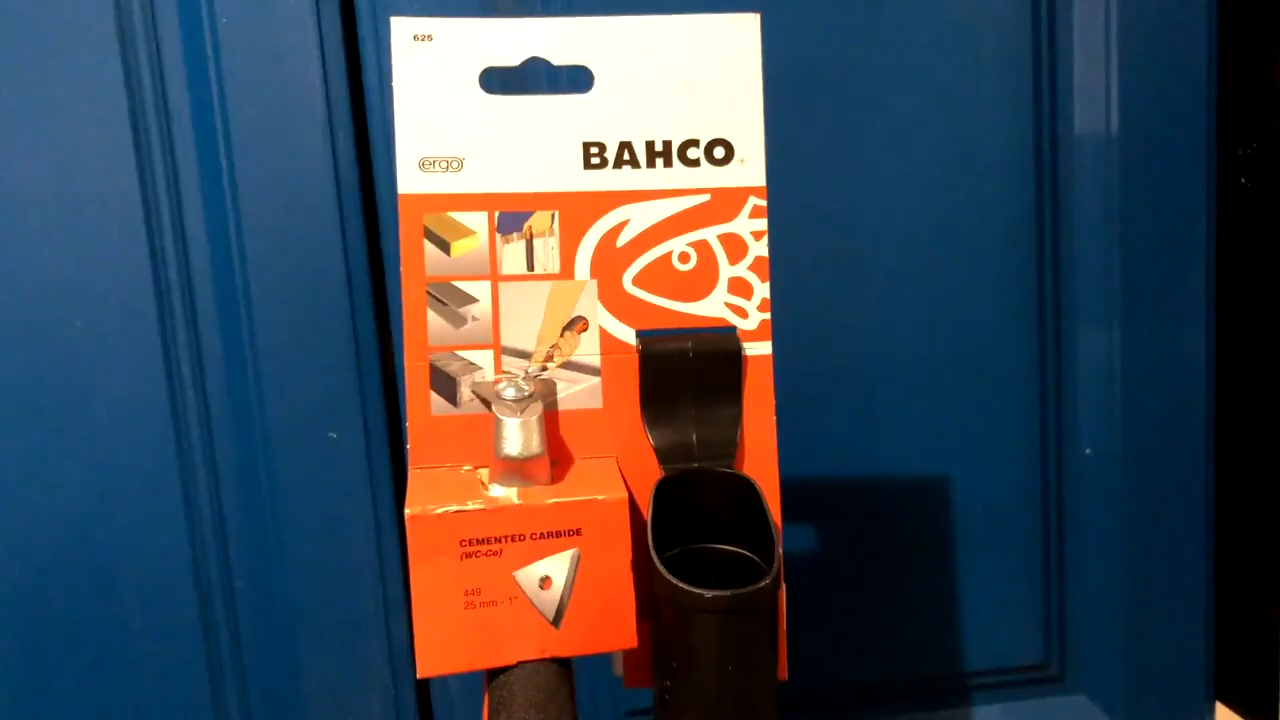 625
ergo
BAHCO
CEMENTED CARBIDE
(WC-Co)
449
25 mm - 1"